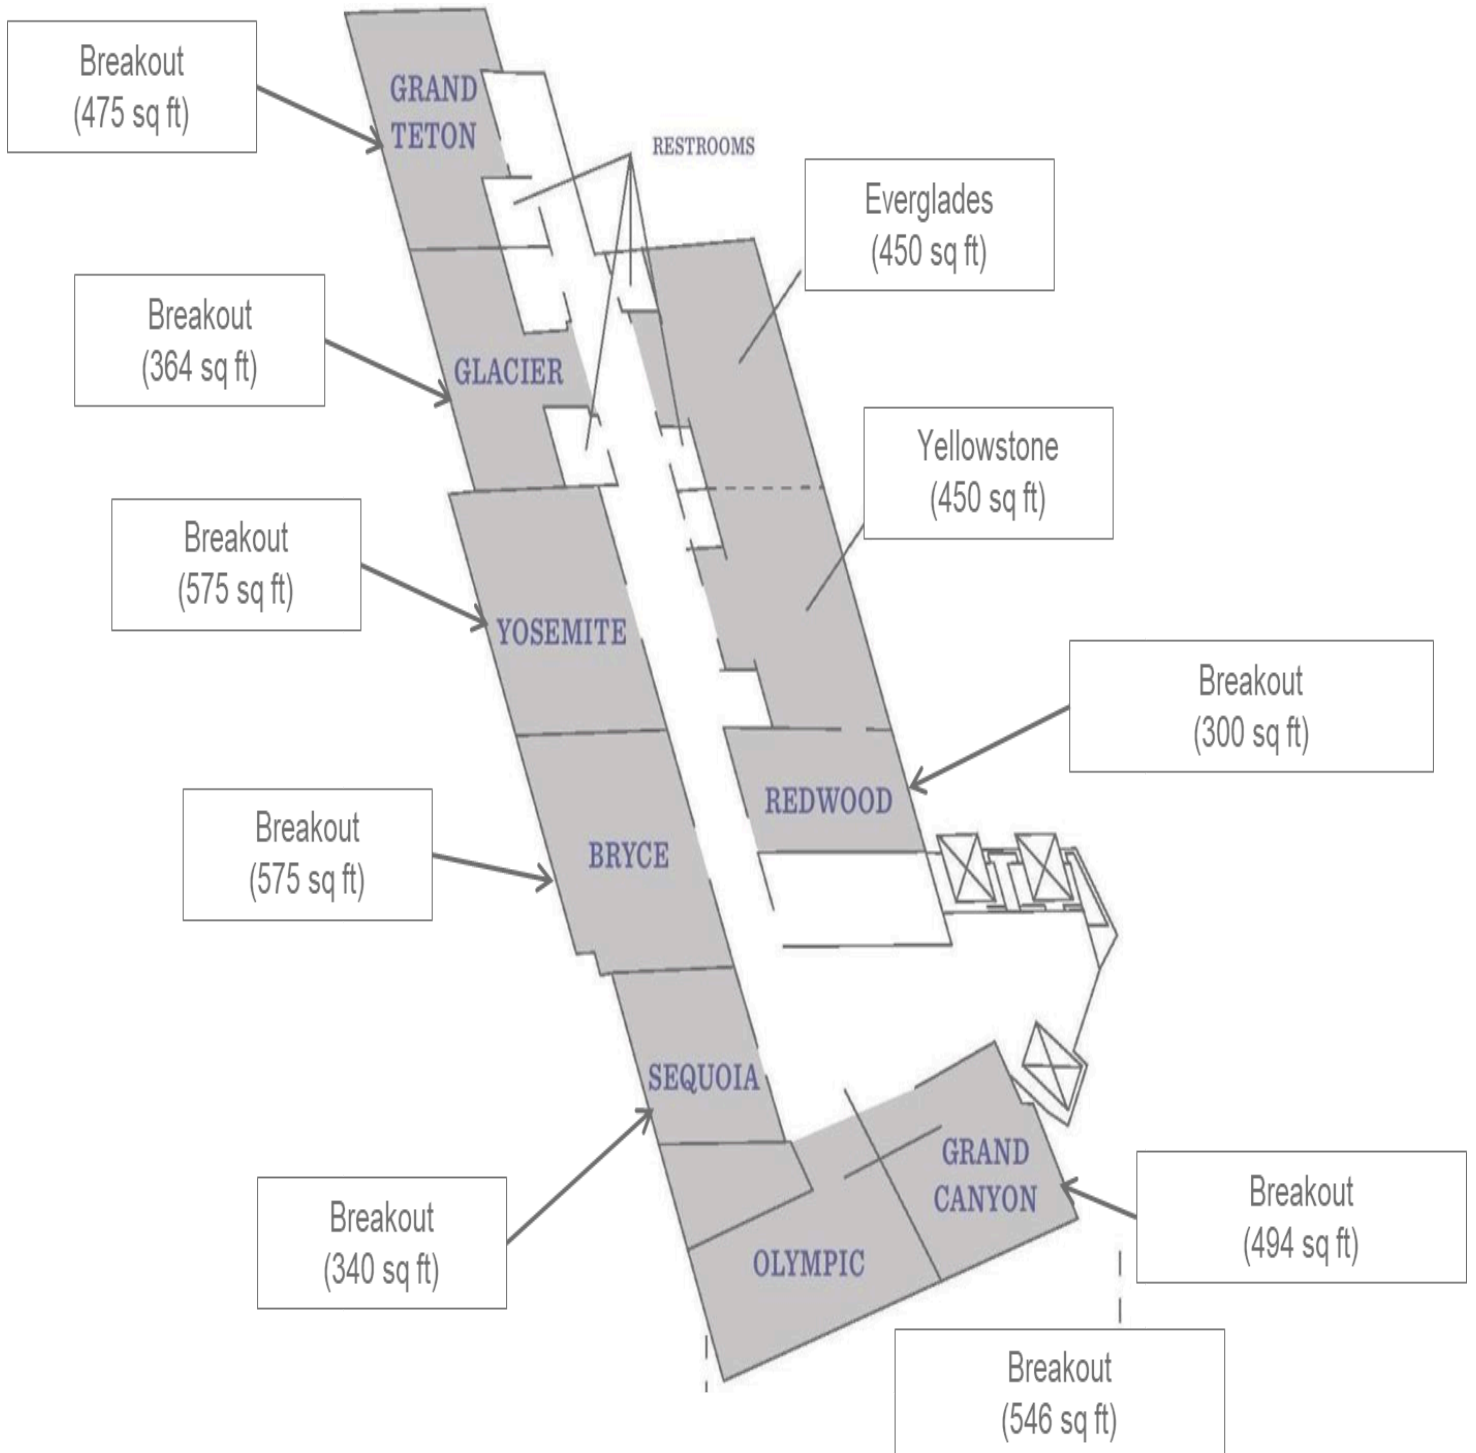 Breakout
(475 sq ft)
GRAND
TETON
RESTROOMS
Everglades
(450 sq ft)
Breakout
(364 sq ft)
GLACIER
Yellowstone
(450 sq ft)
Breakout
(575 sq ft)
YOSEMITE
Breakout
(300 sq ft)
REDWOOD
Breakout
(575 sq ft)
BRYCE
SEQUOIA
GRAND
CANYON
Breakout
(494 sq ft)
Breakout
(340 sq ft)
OLYMPIC
Breakout
(546 sq ft)